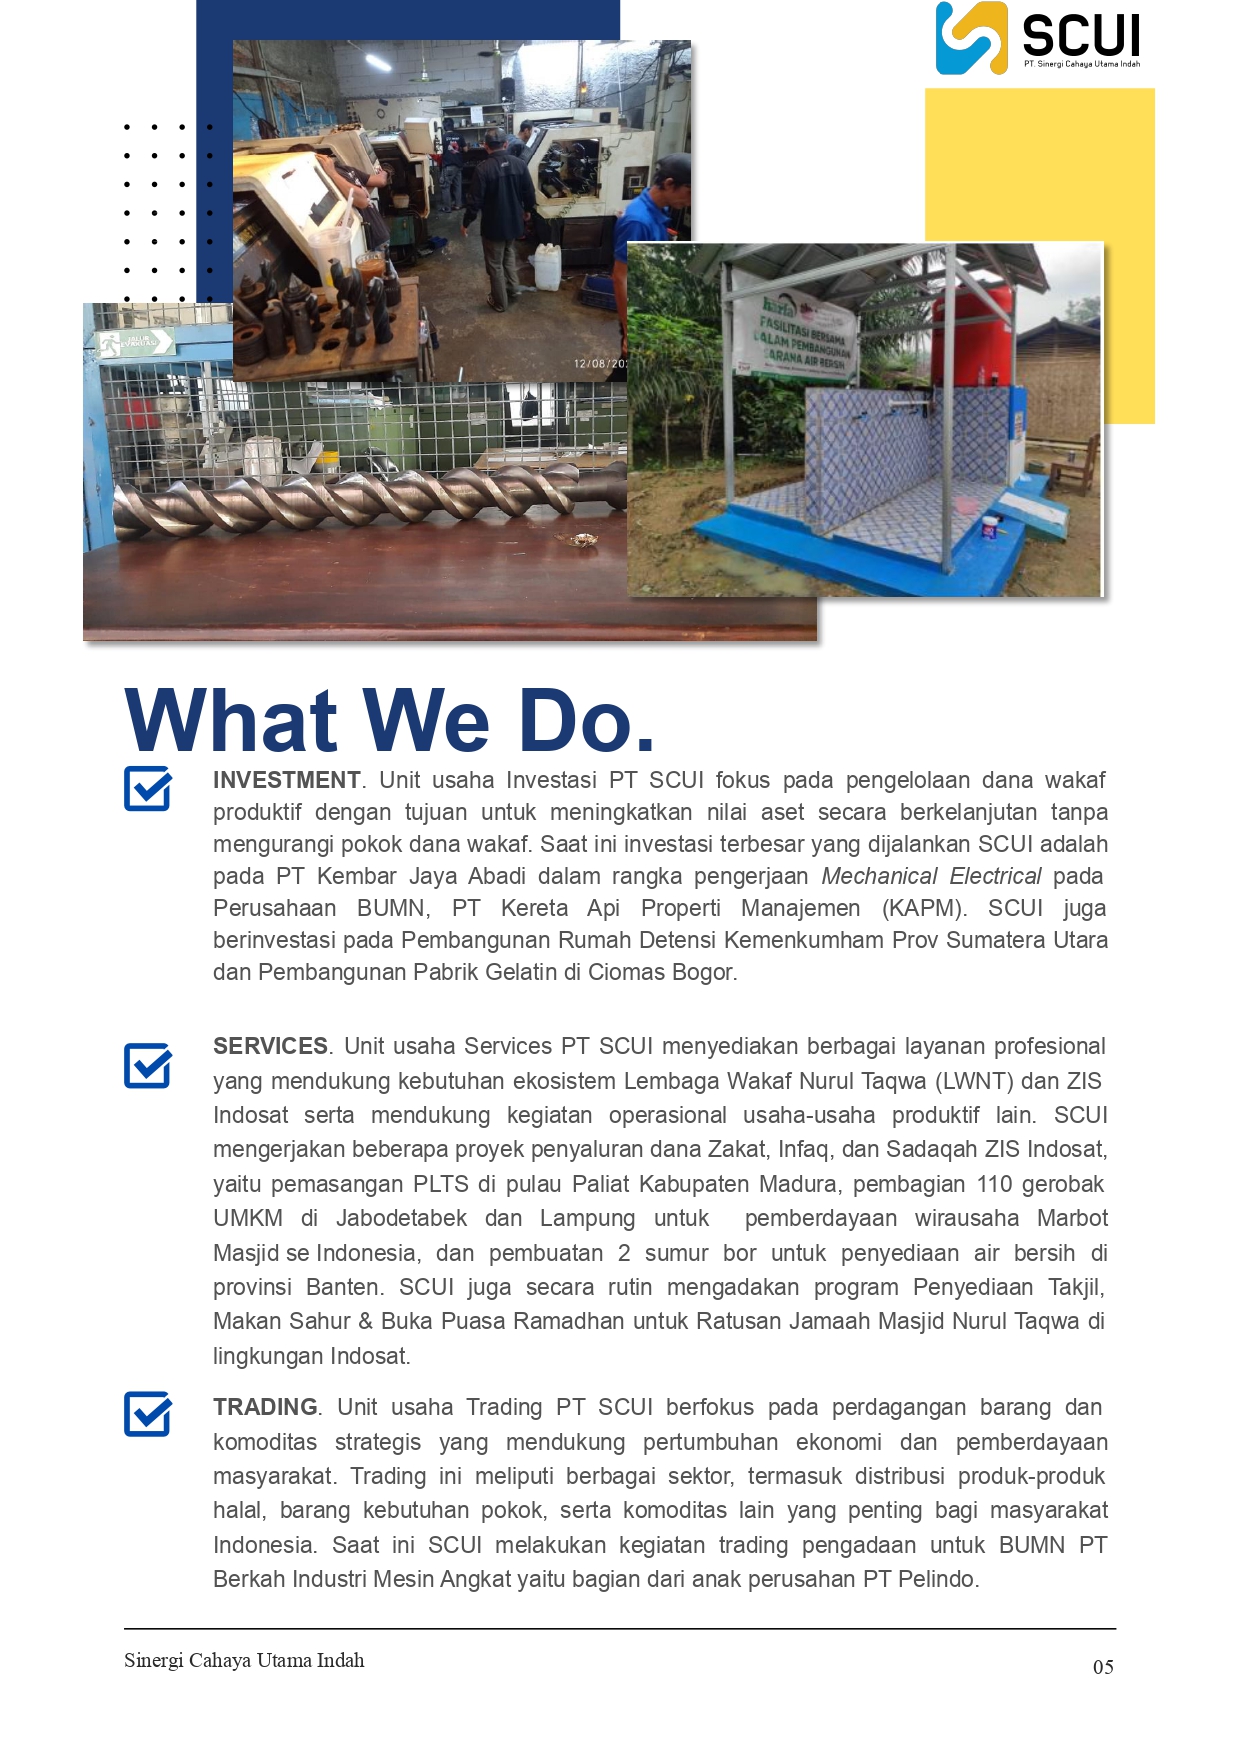 SCUI
PT. Sinergi Cahaya Utama Indah
12/08/202
JALUR
EVAKUASI
FASILITASI BERSAMA
DALAM PEMBANGUNAN
SARANA AIR BERSIH
What We Do.
INVESTMENT. Unit usaha Investasi PT SCUI fokus pada pengelolaan dana wakaf
produktif dengan tujuan untuk meningkatkan nilai aset secara berkelanjutan tanpa
mengurangi pokok dana wakaf. Saat ini investasi terbesar yang dijalankan SCUI adalah
pada PT Kembar Jaya Abadi dalam rangka pengerjaan Mechanical Electrical pada
Perusahaan BUMN, PT Kereta Api Properti Manajemen (KAPM). SCUI juga
berinvestasi pada Pembangunan Rumah Detensi Kemenkumham Prov Sumatera Utara
dan Pembangunan Pabrik Gelatin di Ciomas Bogor.
SERVICES. Unit usaha Services PT SCUI menyediakan berbagai layanan profesional
yang mendukung kebutuhan ekosistem Lembaga Wakaf Nurul Taqwa (LWNT) dan ZIS
Indosat serta mendukung kegiatan operasional usaha-usaha produktif lain. SCUI
mengerjakan beberapa proyek penyaluran dana Zakat, Infaq, dan Sadaqah ZIS Indosat,
yaitu pemasangan PLTS di pulau Paliat Kabupaten Madura, pembagian 110 gerobak
UMKM di Jabodetabek dan Lampung untuk pemberdayaan wirausaha Marbot
Masjid se Indonesia, dan pembuatan 2 sumur bor untuk penyediaan air bersih di
provinsi Banten. SCUI juga secara rutin mengadakan program Penyediaan Takjil,
Makan Sahur & Buka Puasa Ramadhan untuk Ratusan Jamaah Masjid Nurul Taqwa di
lingkungan Indosat.
TRADING. Unit usaha Trading PT SCUI berfokus pada perdagangan barang dan
komoditas strategis yang mendukung pertumbuhan ekonomi dan pemberdayaan
masyarakat. Trading ini meliputi berbagai sektor, termasuk distribusi produk-produk
halal, barang kebutuhan pokok, serta komoditas lain yang penting bagi masyarakat
Indonesia. Saat ini SCUI melakukan kegiatan trading pengadaan untuk BUMN PT
Berkah Industri Mesin Angkat yaitu bagian dari anak perusahan PT Pelindo.
Sinergi Cahaya Utama Indah
05